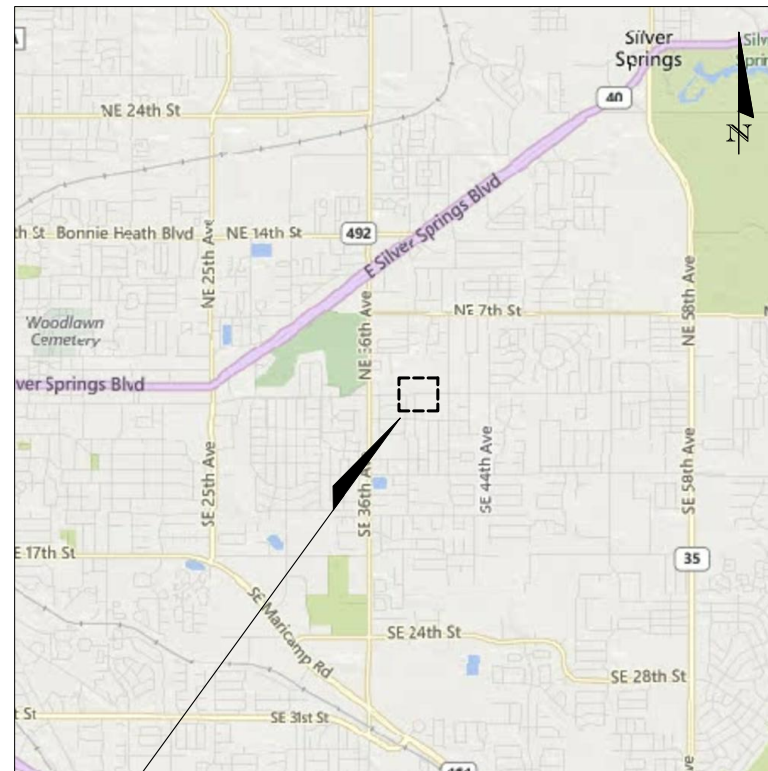 Silver
Springs
40
N
NE 24th St
th St
Bonnie Heath Blvd
NE 14th St
492
E Silver Springs Blvd
NE 25th Ave
NE 7th St
NE 36th Ave
NE 58th Ave
Woodlawn
Cemetery
ver Springs Blvd
SE 25th Ave
SE 36th Ave
SE 44th Ave
SE 58th Ave
E 17th St
35
SE Maricamp Rd
SE 24th St
SE 28th St
t St
SE 31st St